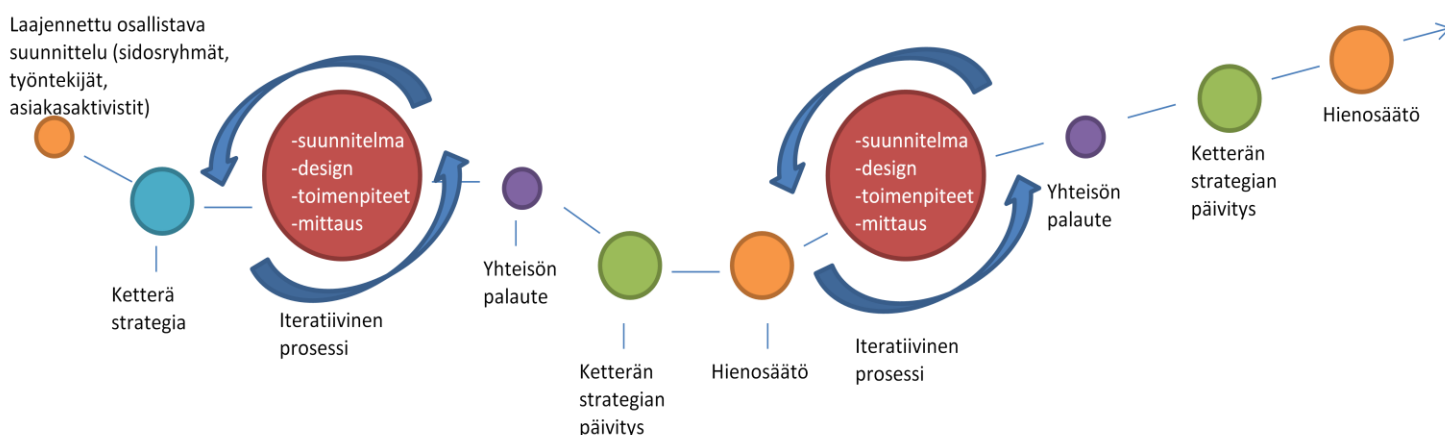 Laajennettu osallistava
suunnittelu (sidosryhmät,
työntekijät,
asiakasaktivistit)
Ketterä
strategia
-suunnitelma
-design
-toimenpiteet
-mittaus
Iteratiivinen
prosessi
Yhteisön
palaute
Ketterän
strategian
päivitys
Hienosäätö
-suunnitelma
-design
-toimenpiteet
-mittaus
Iteratiivinen
prosessi
Yhteisön
palaute
Ketterän
strategian
päivitys
Hienosäätö